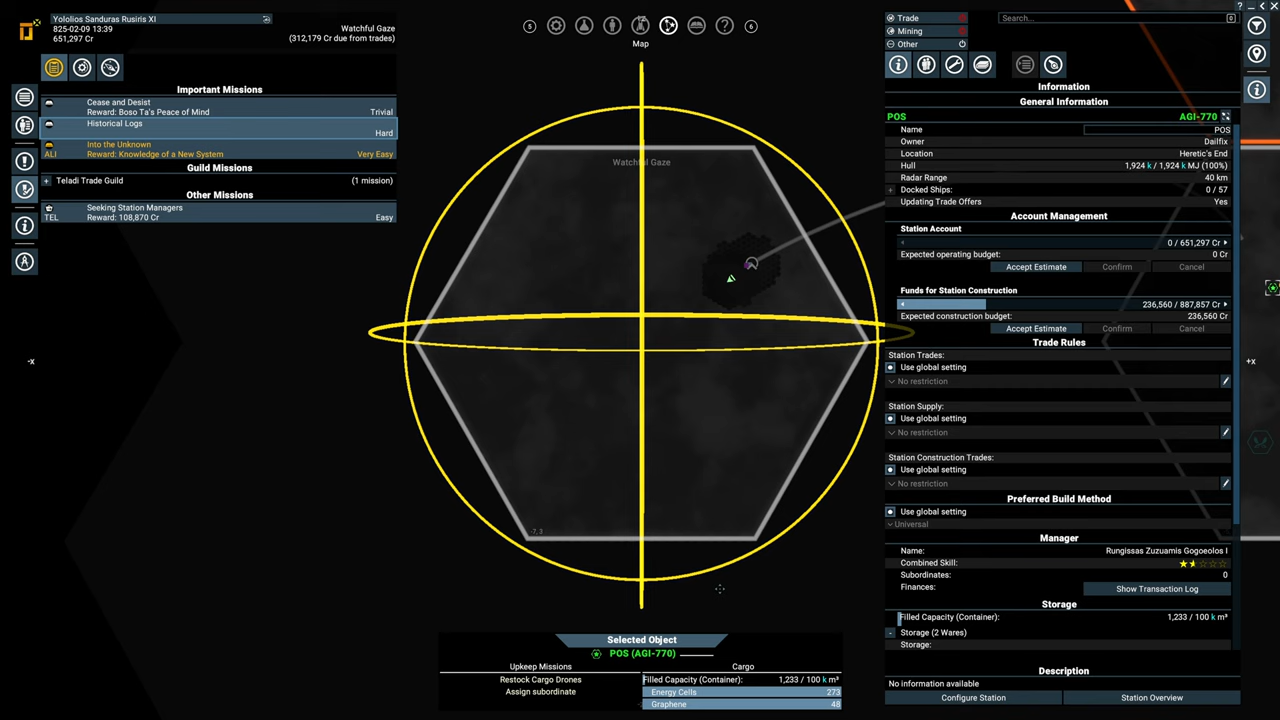 Yololios Sanduras Rusiris XI
825-02-09 13:39
651,297 Cr
Watchful Gaze
(312,179 Cr due from trades)
Important Missions
Cease and Desist
Reward: Boso Ta's Peace of Mind Trivial
Historical Logs
Hard
Into the Unknown
ALI Reward: Knowledge of a New System Very Easy
Guild Missions
+ Teladi Trade Guild (1 mission)
Other Missions
Seeking Station Managers
TEL Reward: 108,870 Cr Easy
5
6
Map
Watchful Gaze
-7, 3
-x
+x
Selected Object
POS (AGI-770)
Upkeep Missions Cargo
Restock Cargo Drones Filled Capacity (Container): 1,233 / 100 k m³
Assign subordinate Energy Cells 273
Graphene 48
Trade
Mining
Other
Search...
Information
General Information
POS AGI-770
Name POS
Owner Dailfix
Location Heretic's End
Hull 1,924 k / 1,924 k MJ (100%)
Radar Range 40 km
+ Docked Ships: 0 / 57
Updating Trade Offers Yes
Account Management
Station Account
0 / 651,297 Cr
Expected operating budget: 0 Cr
Accept Estimate Confirm Cancel
Funds for Station Construction
236,560 / 887,857 Cr
Expected construction budget: 236,560 Cr
Accept Estimate Confirm Cancel
Trade Rules
Station Trades:
Use global setting
No restriction
Station Supply:
Use global setting
No restriction
Station Construction Trades:
Use global setting
No restriction
Preferred Build Method
Use global setting
Universal
Manager
Name: Rungissas Zuzumis Gogoeolos I
Combined Skill:
Subordinates: 0
Finances: Show Transaction Log
Storage
Filled Capacity (Container): 1,233 / 100 k m³
- Storage (2 Wares)
Storage:
Description
No information available
Configure Station Station Overview